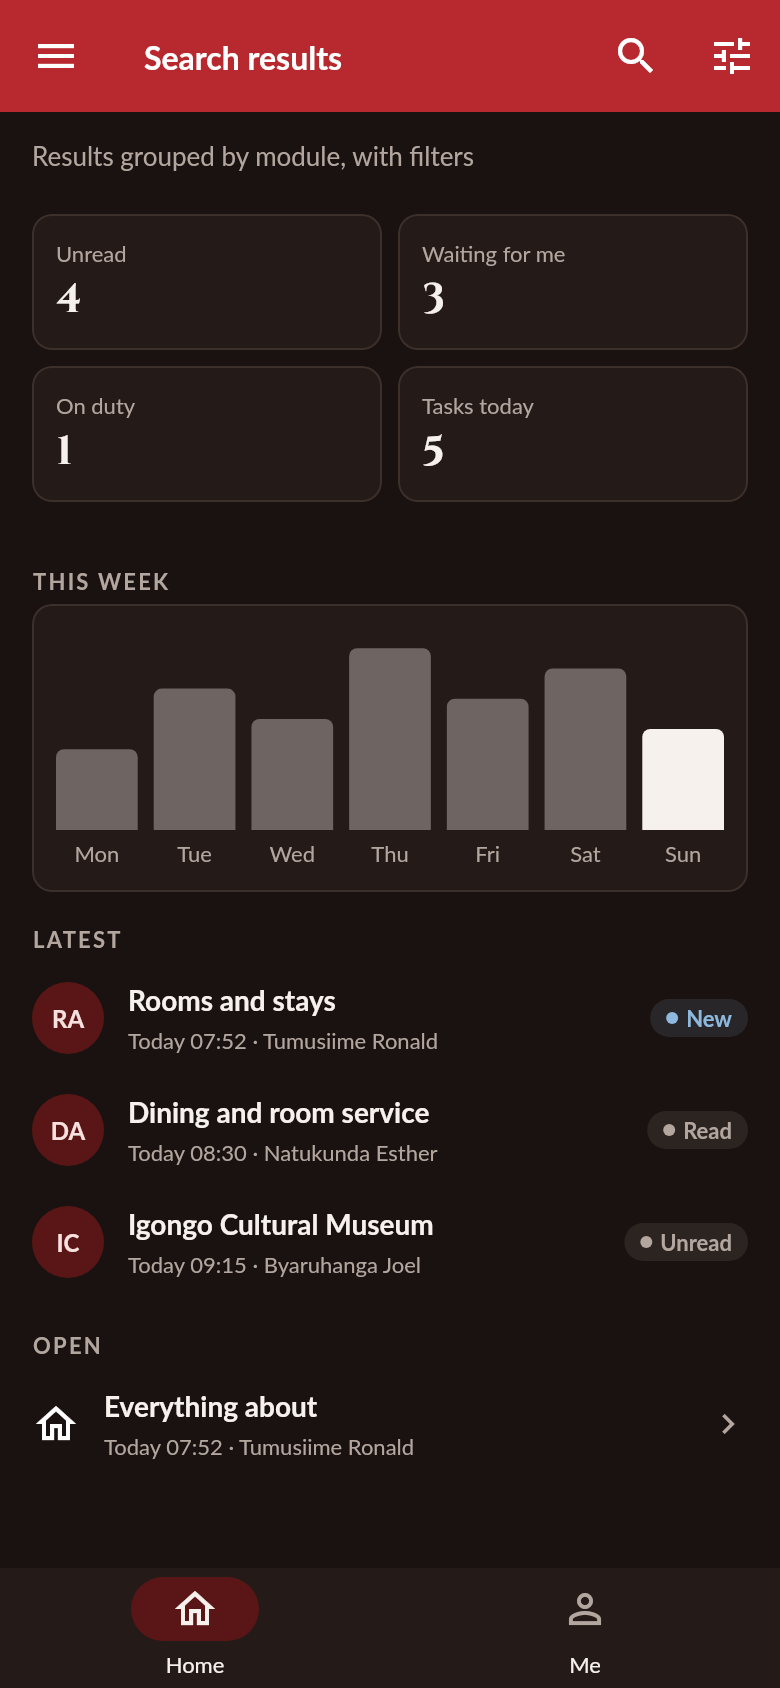 Search results
Results grouped by module, with filters
Unread
4
Waiting for me
3
On duty
1
Tasks today
5
THIS WEEK
Mon Tue Wed Thu Fri Sat Sun
LATEST
RA
Rooms and stays
Today 07:52 · Tumusiime Ronald
New
DA
Dining and room service
Today 08:30 · Natukunda Esther
Read
IC
Igongo Cultural Museum
Today 09:15 · Byaruhanga Joel
Unread
OPEN
Everything about
Today 07:52 · Tumusiime Ronald
Home
Me